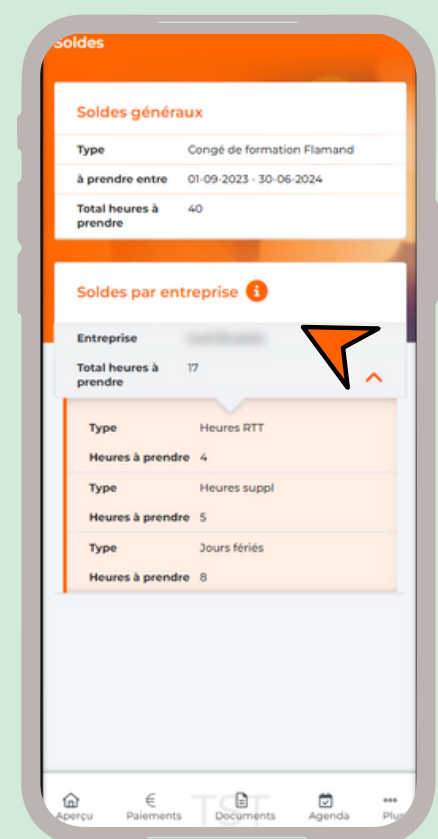 Soldes
Soldes généraux
Type Congé de formation Flamand
à prendre entre 01-09-2023 - 30-06-2024
Total heures à 40
prendre
Soldes par entreprise i
Entreprise
Total heures à 17
prendre
Type Heures RTT
Heures à prendre 4
Type Heures suppl
Heures à prendre 5
Type Jours fériés
Heures à prendre 8
TST
Aperçu Paiements Documents Agenda Plus